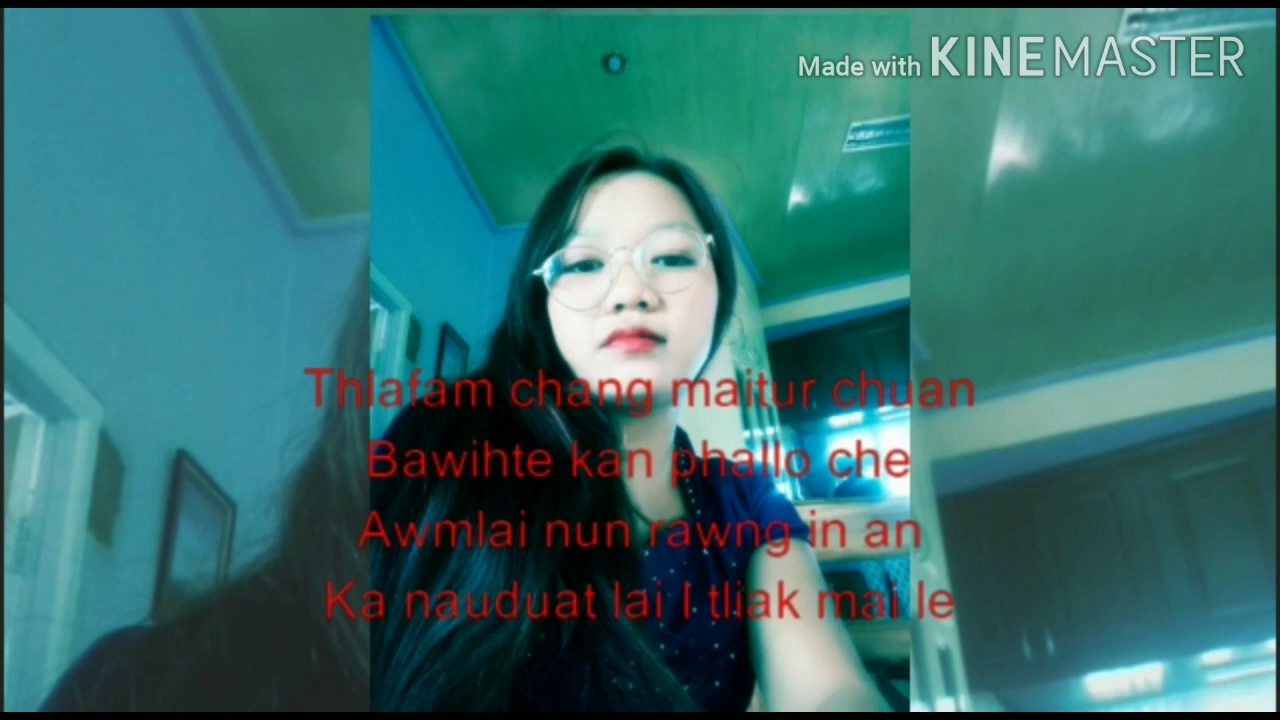 Made with KINEMASTER
Thlafam chang maitur chuan
Bawihte kan phallo che
Awmlai nun rawng in an
Ka nauduat lai I tliak mai le